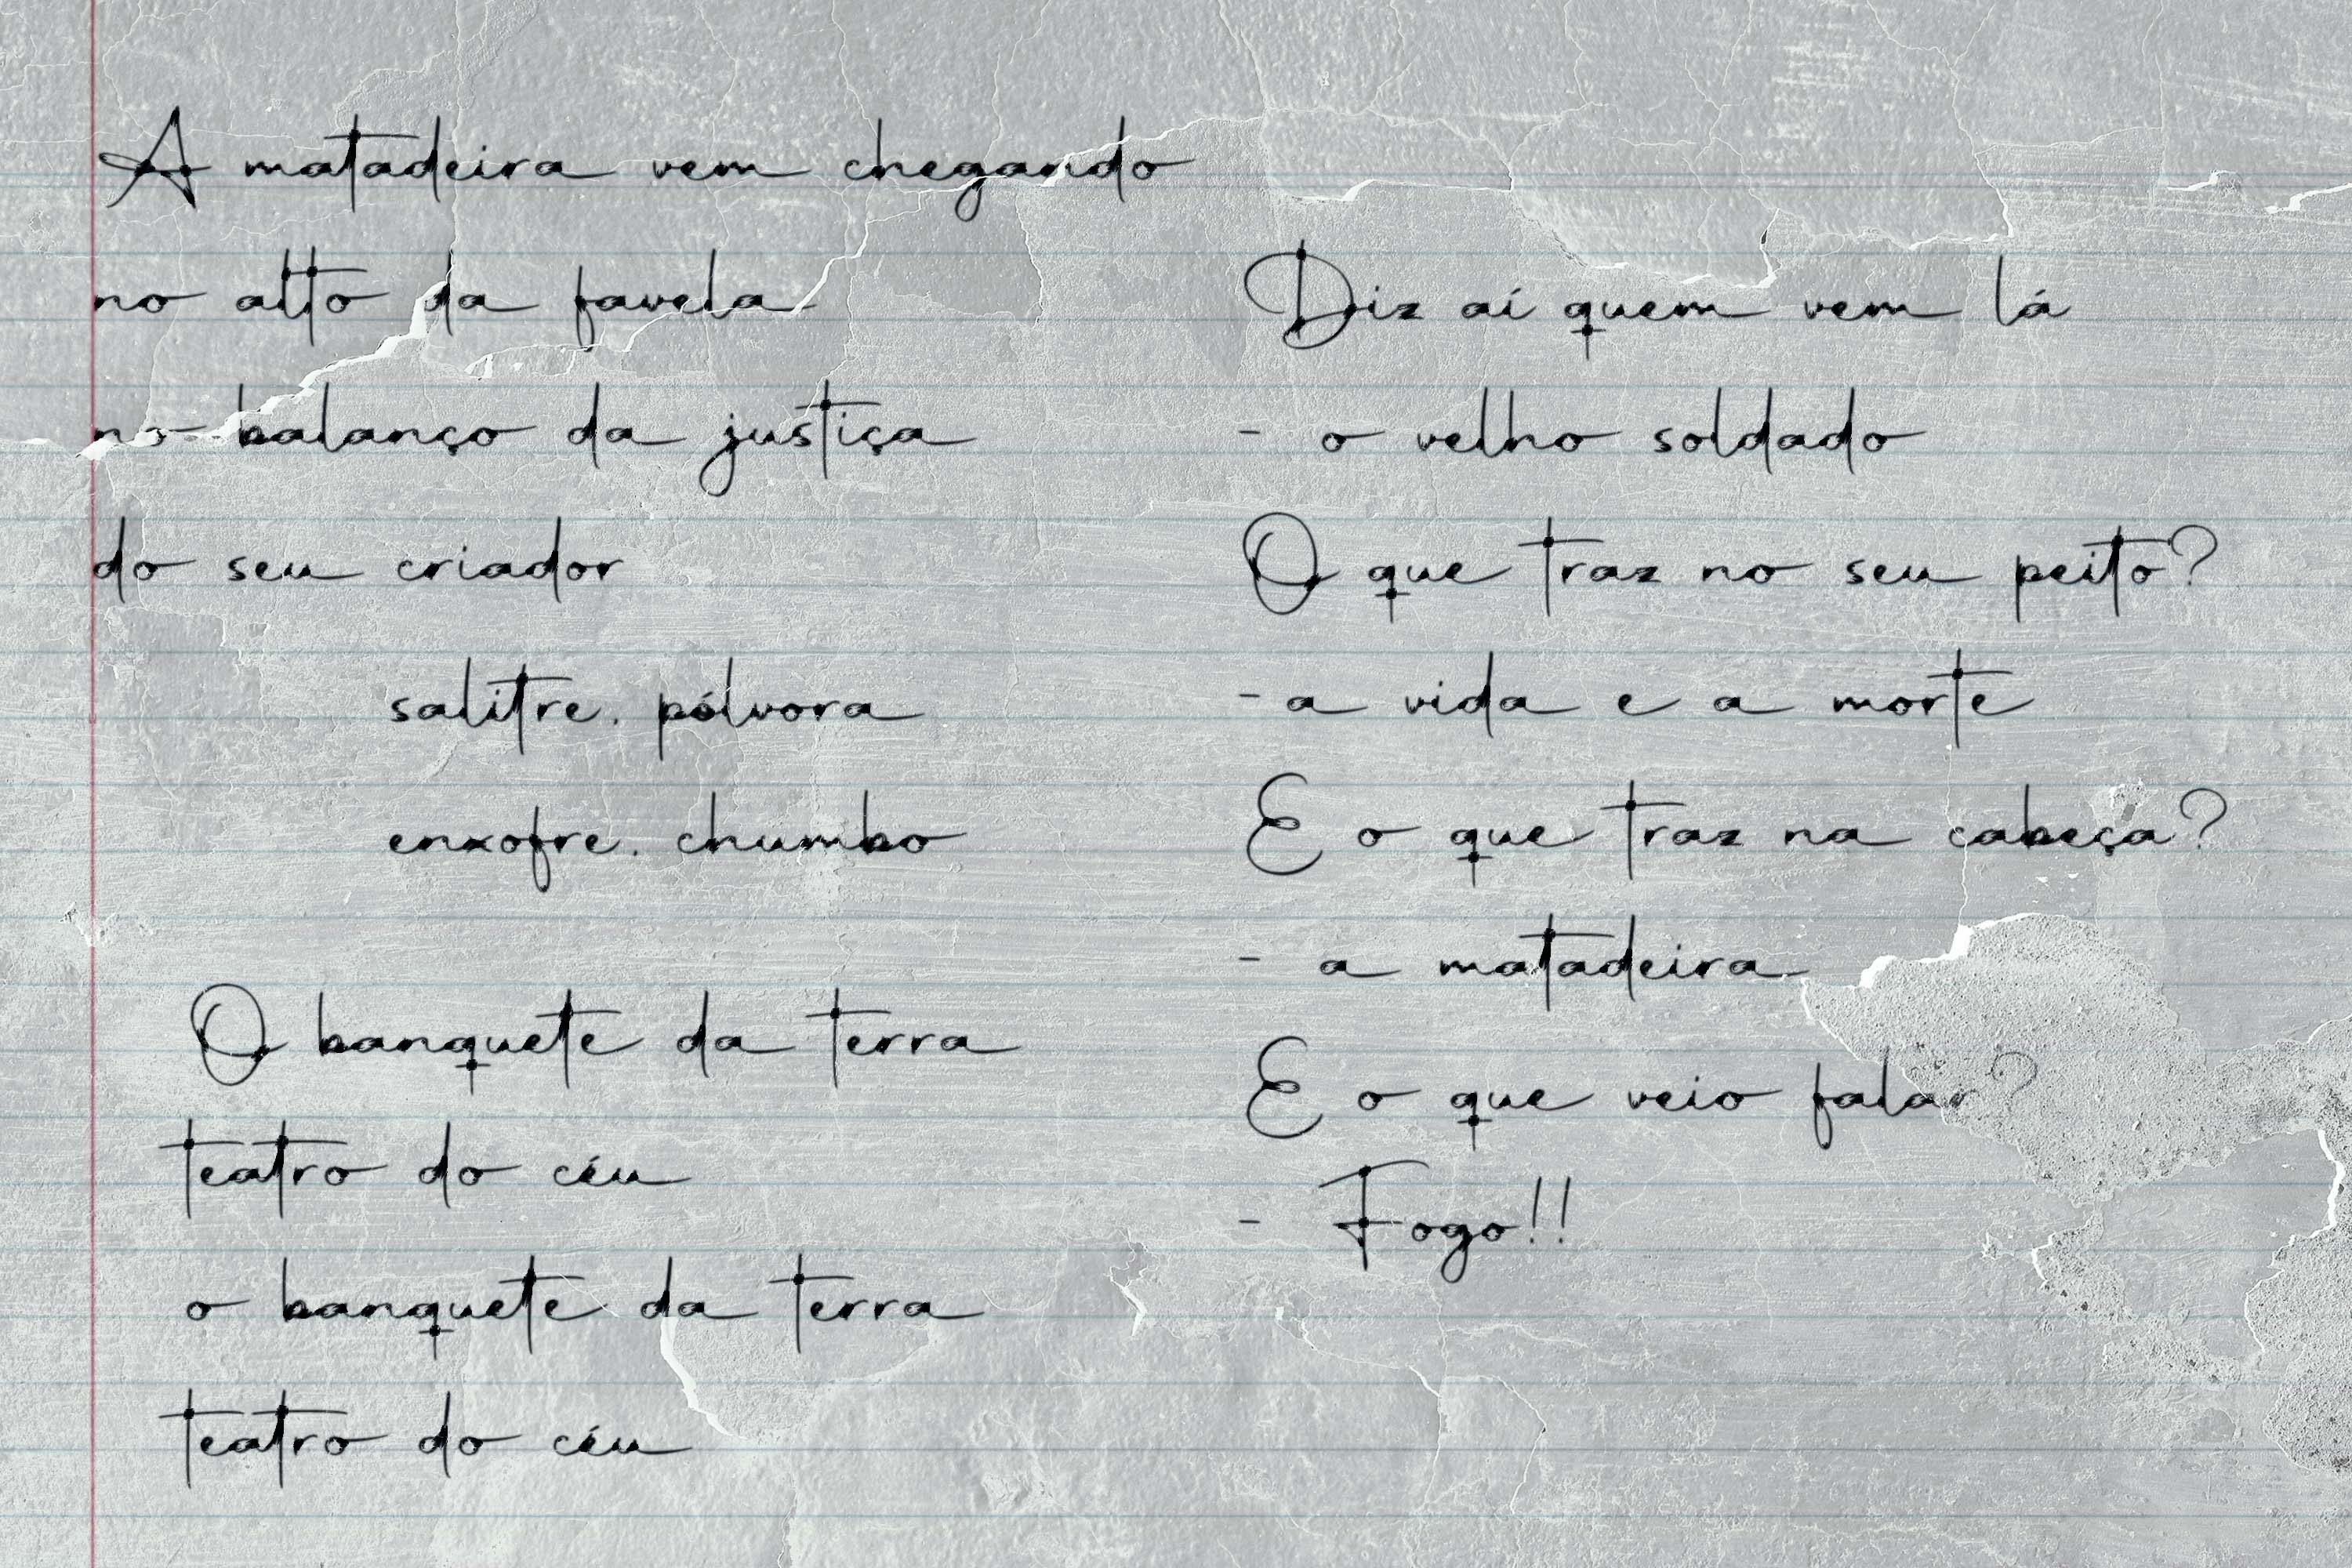 A matadeira vem chegando
no alto da favela
no balanço da justiça
do seu criador
salitre. pólvora
enxofre. chumbo
O banquete da terra
teatro do céu
o banquete da terra
teatro do céu
Diz aí quem vem lá
- o velho soldado
O que traz no seu peito?
- a vida e a morte
E o que traz na cabeça?
- a matadeira
E o que veio falar?
- Fogo!!